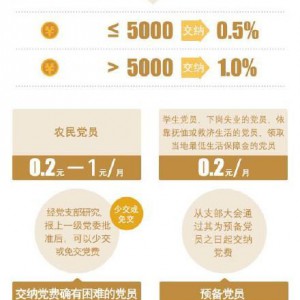 ≤ 5000 交纳 0.5%
> 5000 交纳 1.0%
农民党员
0.2元－1元/月
学生党员、下岗失业的党员、依
靠抚恤或救济生活的党员、领取
当地最低生活保障金的党员
0.2元/月
少交或
免交
经党支部研究，
报上一级党委批
准后，可以少交
或免交党费
交纳党费确有困难的党员
从支部大会通
过其为预备党
员之日起交纳
党费
预备党员